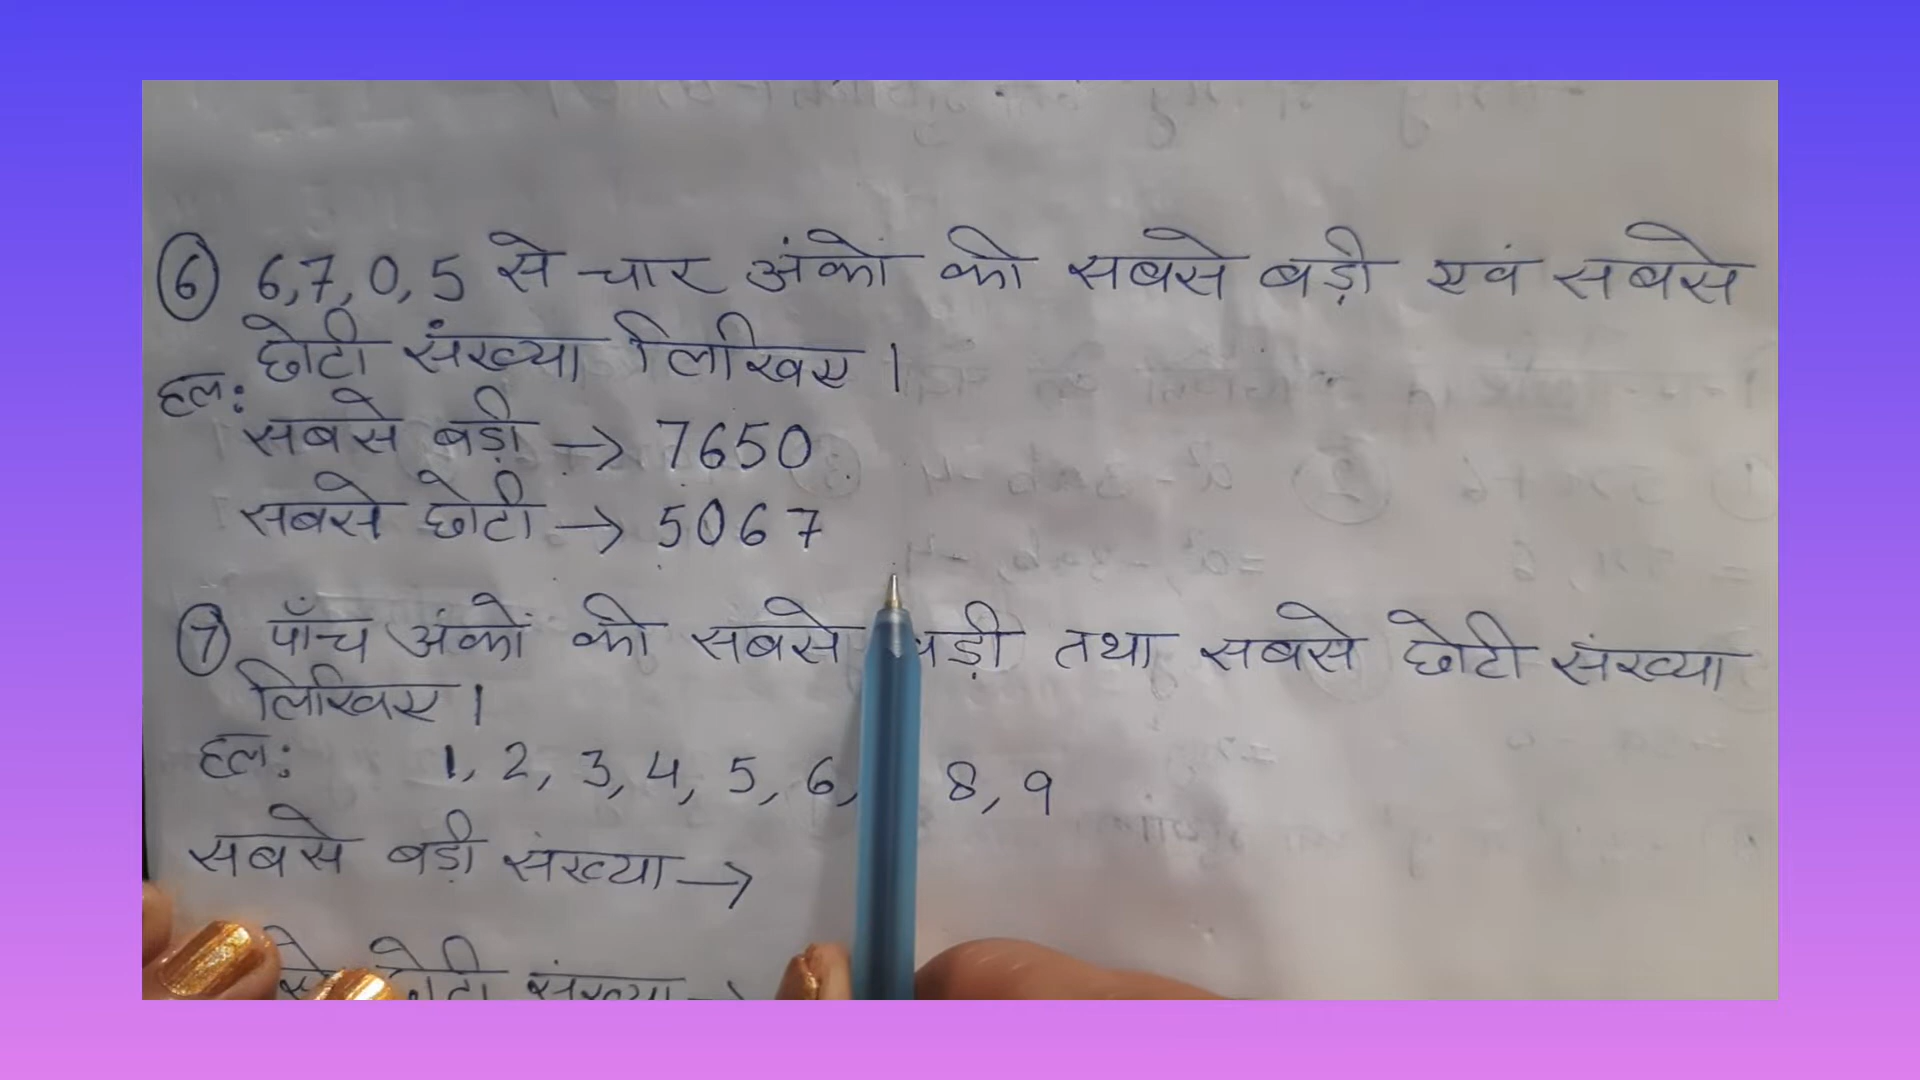 ⑥ 6,7,0,5 से चार अंकों की सबसे बड़ी एवं सबसे
छोटी संख्या लिखिए।
हल:
सबसे बड़ी → 7650
सबसे छोटी → 5067
⑦ पाँच अंकों की सबसे बड़ी तथा सबसे छोटी संख्या
लिखिए।
हल: 1, 2, 3, 4, 5, 6, 8, 9
सबसे बड़ी संख्या →
छोटी संख्या →